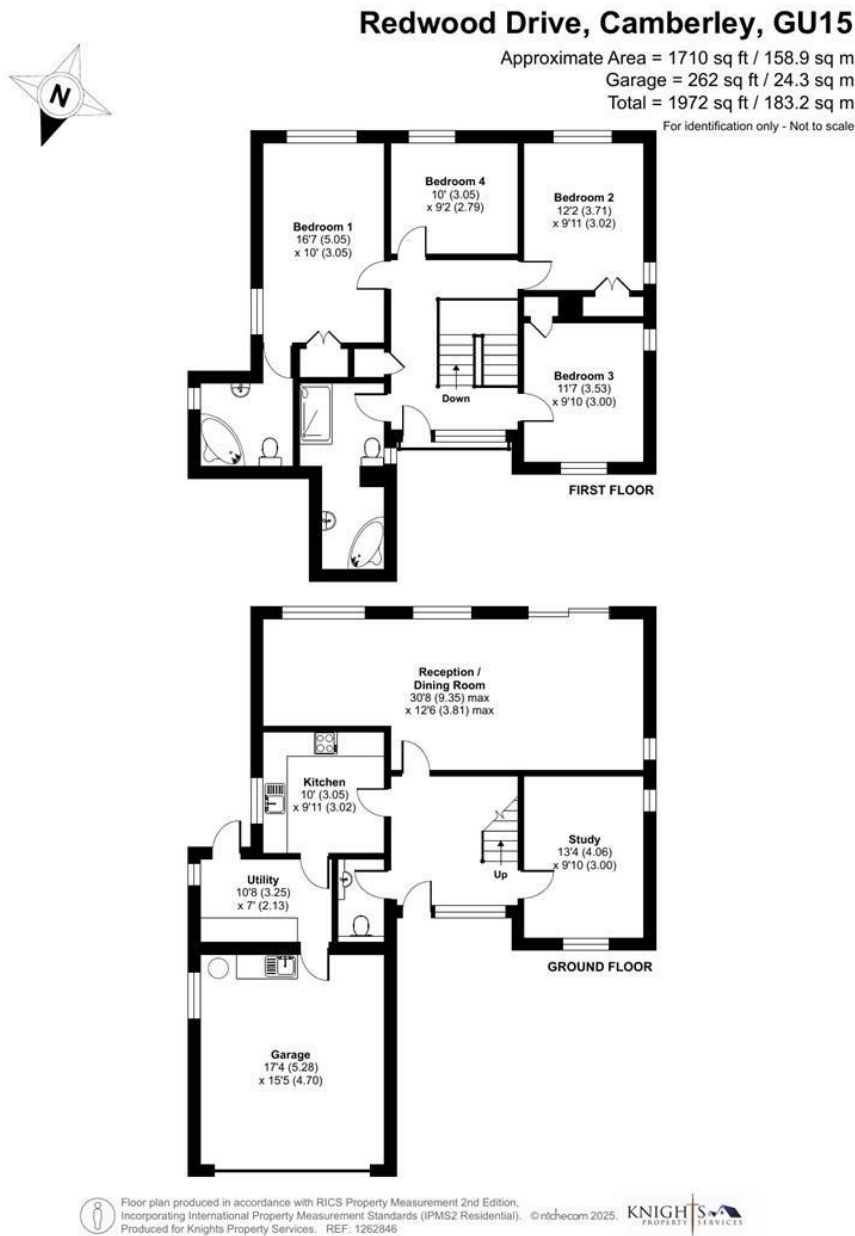 Redwood Drive, Camberley, GU15
Approximate Area = 1710 sq ft / 158.9 sq m
Garage = 262 sq ft / 24.3 sq m
Total = 1972 sq ft / 183.2 sq m
For identification only - Not to scale
N
Bedroom 4
10' (3.05)
x 9'2 (2.79)
Bedroom 2
12'2 (3.71)
x 9'11 (3.02)
Bedroom 1
16'7 (5.05)
x 10' (3.05)
Bedroom 3
11'7 (3.53)
x 9'10 (3.00)
Down
FIRST FLOOR
Reception /
Dining Room
30'8 (9.35) max
x 12'6 (3.81) max
Kitchen
10' (3.05)
x 9'11 (3.02)
Study
13'4 (4.06)
x 9'10 (3.00)
Up
Utility
10'8 (3.25)
x 7' (2.13)
GROUND FLOOR
Garage
17'4 (5.28)
x 15'5 (4.70)
Floor plan produced in accordance with RICS Property Measurement 2nd Edition,
Incorporating International Property Measurement Standards (IPMS2 Residential). ©nichecom 2025.
Produced for Knights Property Services. REF: 1262846
KNIGHTS
PROPERTY SERVICES